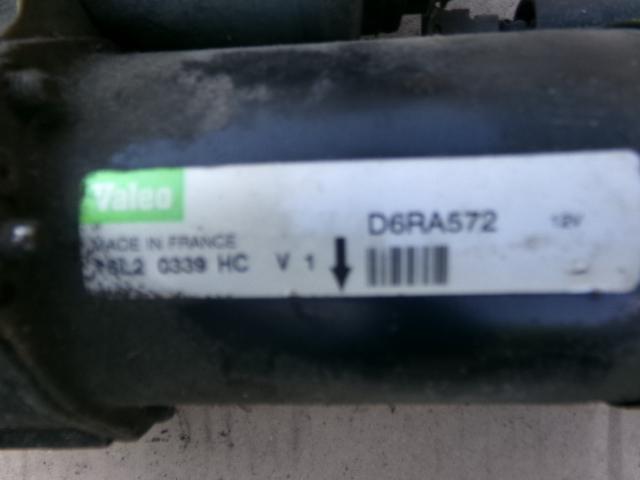 Valeo
D6RA572 12V
MADE IN FRANCE
0339 HC V 1